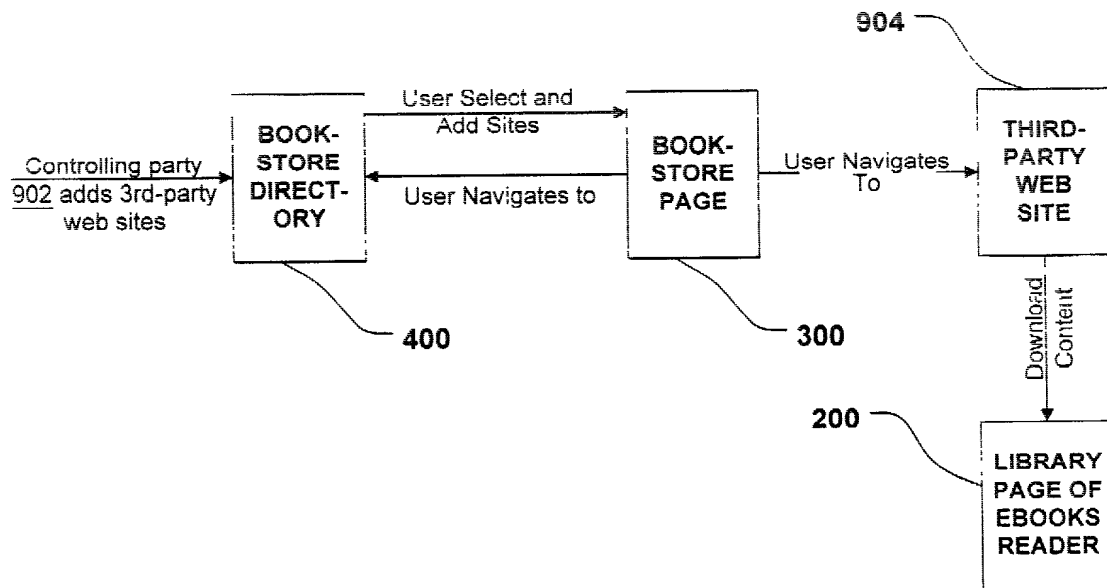 904
Controlling party
902 adds 3rd-party
web sites
BOOK-
STORE
DIRECT-
ORY
User Select and
Add Sites
User Navigates to
BOOK-
STORE
PAGE
User Navigates
To
THIRD-
PARTY
WEB
SITE
400
300
Download
Content
200
LIBRARY
PAGE OF
EBOOKS
READER